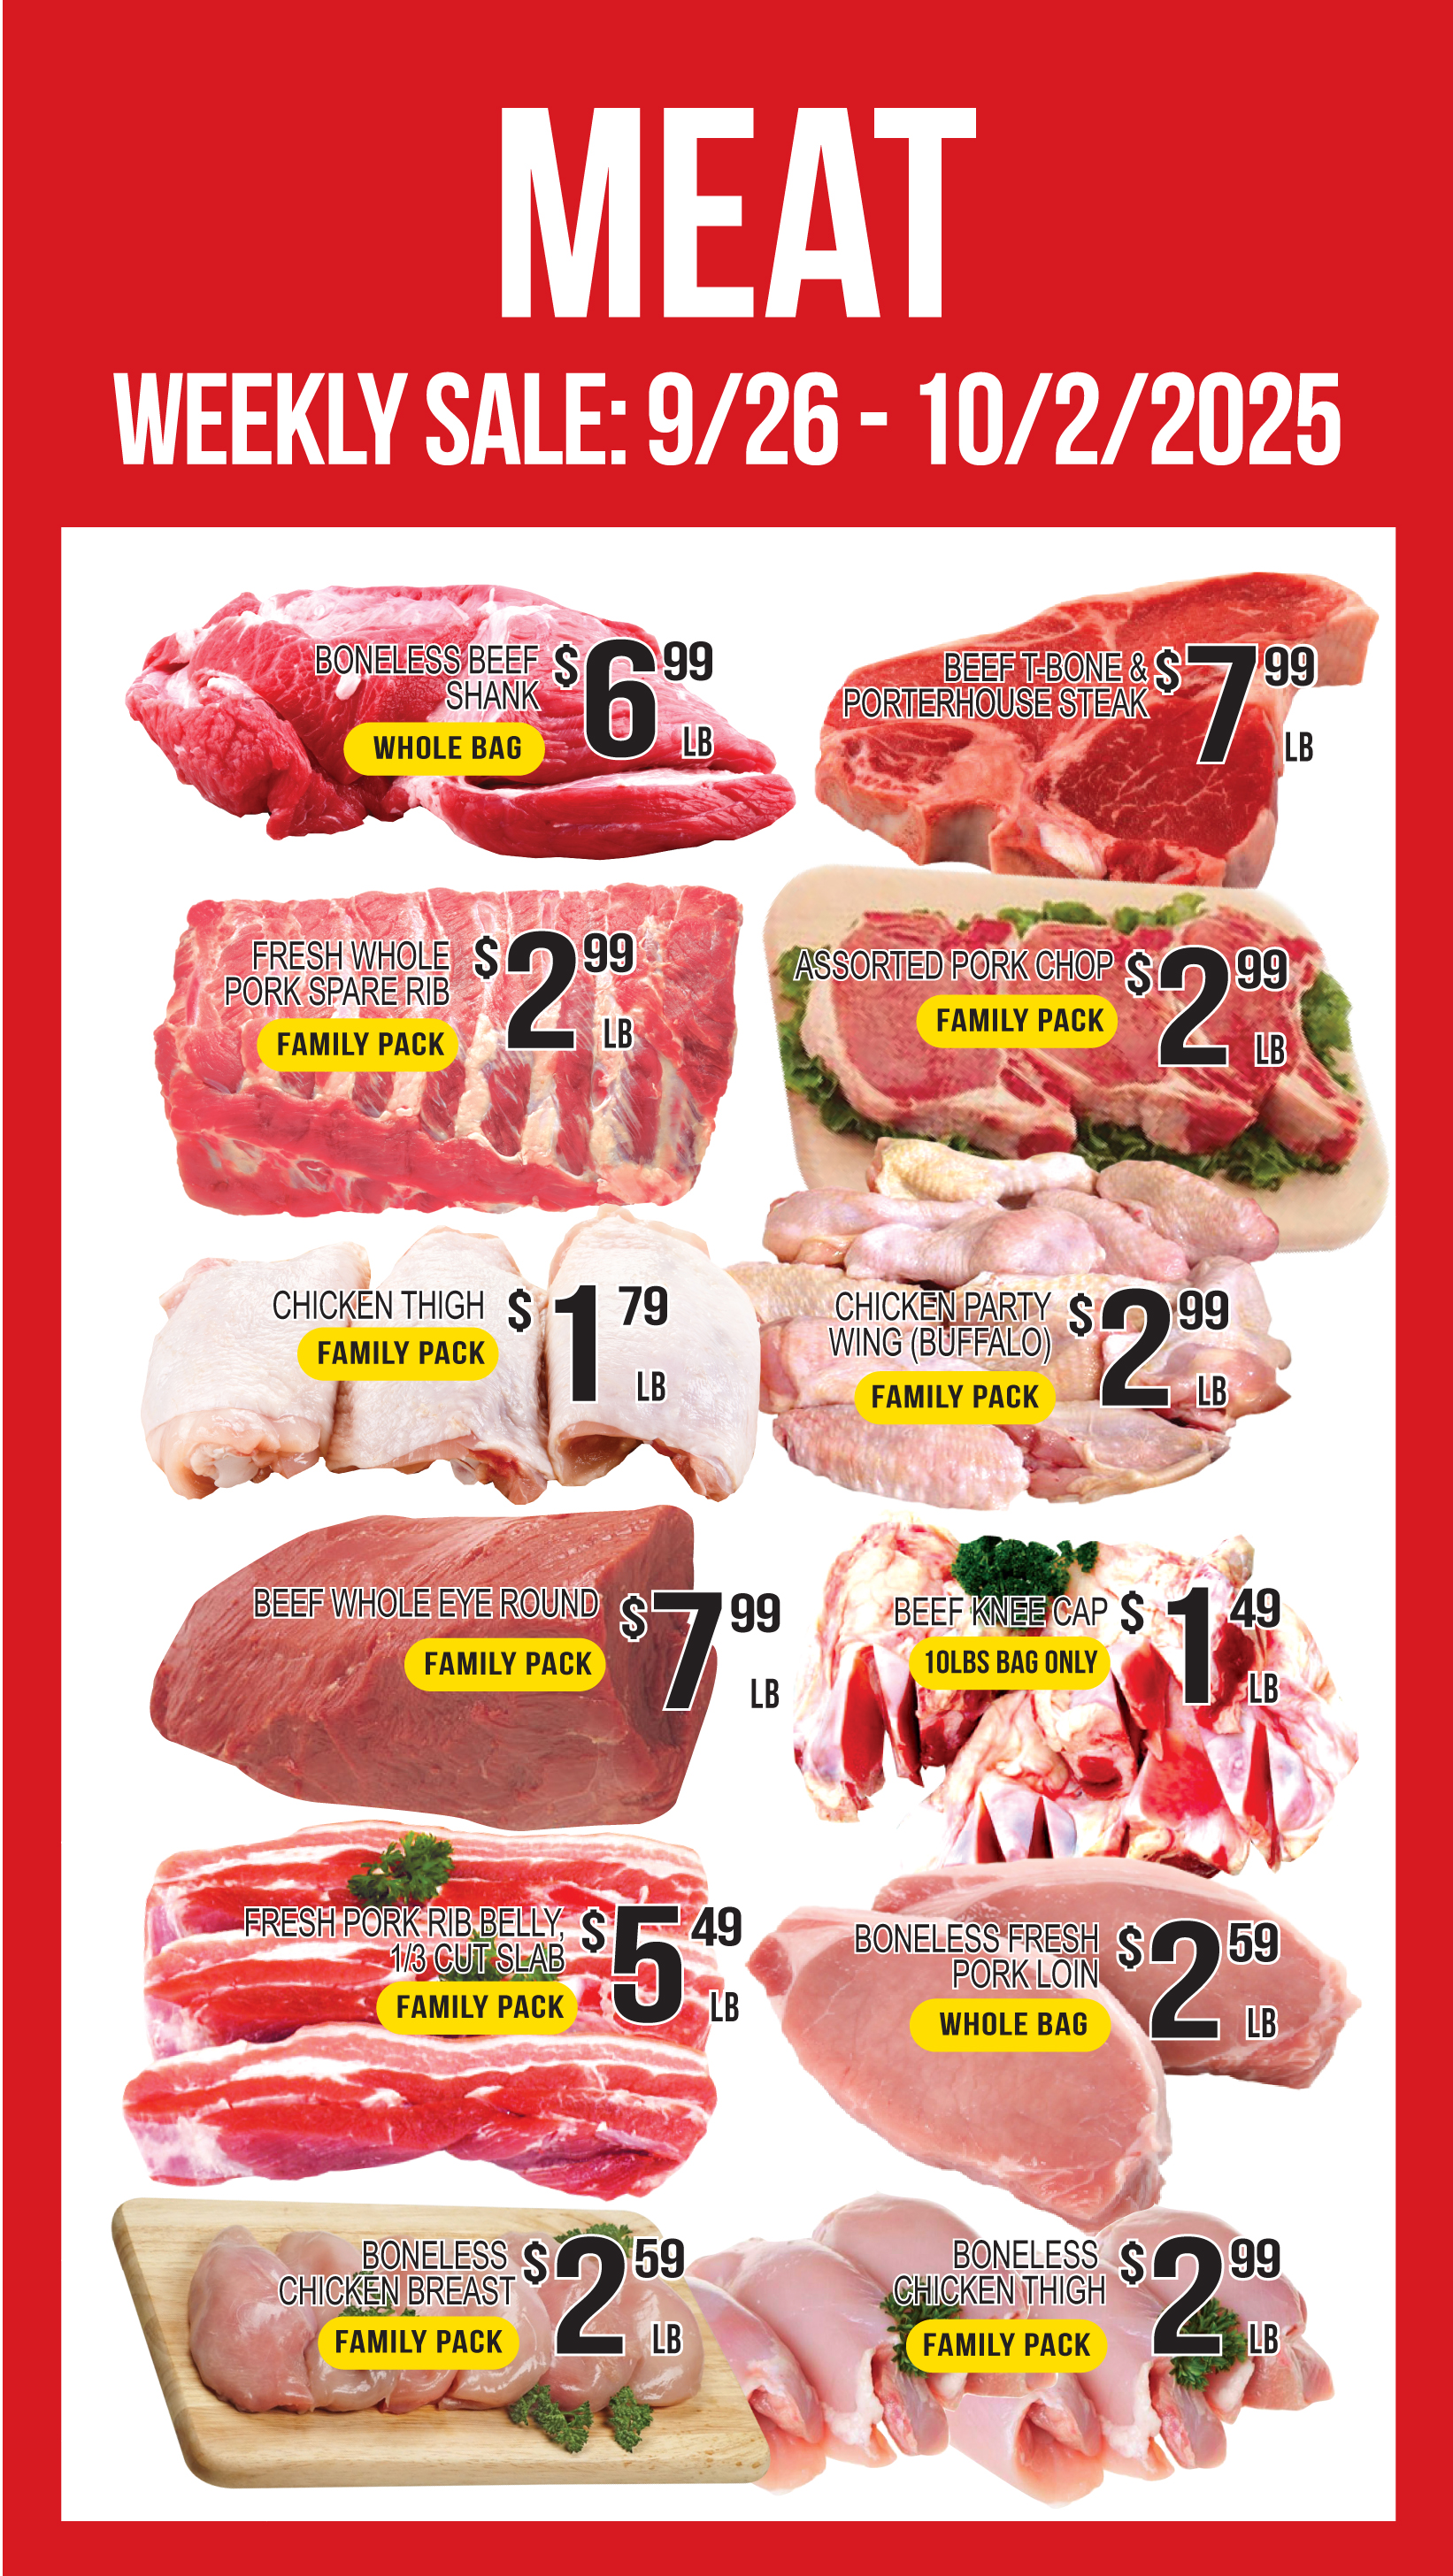 MEAT
WEEKLY SALE: 9/26 - 10/2/2025
BONELESS BEEF
SHANK
WHOLE BAG
$6 99
LB
BEEF T-BONE &
PORTERHOUSE STEAK
$7 99
LB
FRESH WHOLE
PORK SPARE RIB
FAMILY PACK
$2 99
LB
ASSORTED PORK CHOP
FAMILY PACK
$2 99
LB
CHICKEN THIGH
FAMILY PACK
$1 79
LB
CHICKEN PARTY
WING (BUFFALO)
FAMILY PACK
$2 99
LB
BEEF WHOLE EYE ROUND
FAMILY PACK
$7 99
LB
BEEF KNEE CAP
10LBS BAG ONLY
$1 49
LB
FRESH PORK RIB BELLY,
1/3 CUT SLAB
FAMILY PACK
$5 49
LB
BONELESS FRESH
PORK LOIN
WHOLE BAG
$2 59
LB
BONELESS
CHICKEN BREAST
FAMILY PACK
$2 59
LB
BONELESS
CHICKEN THIGH
FAMILY PACK
$2 99
LB